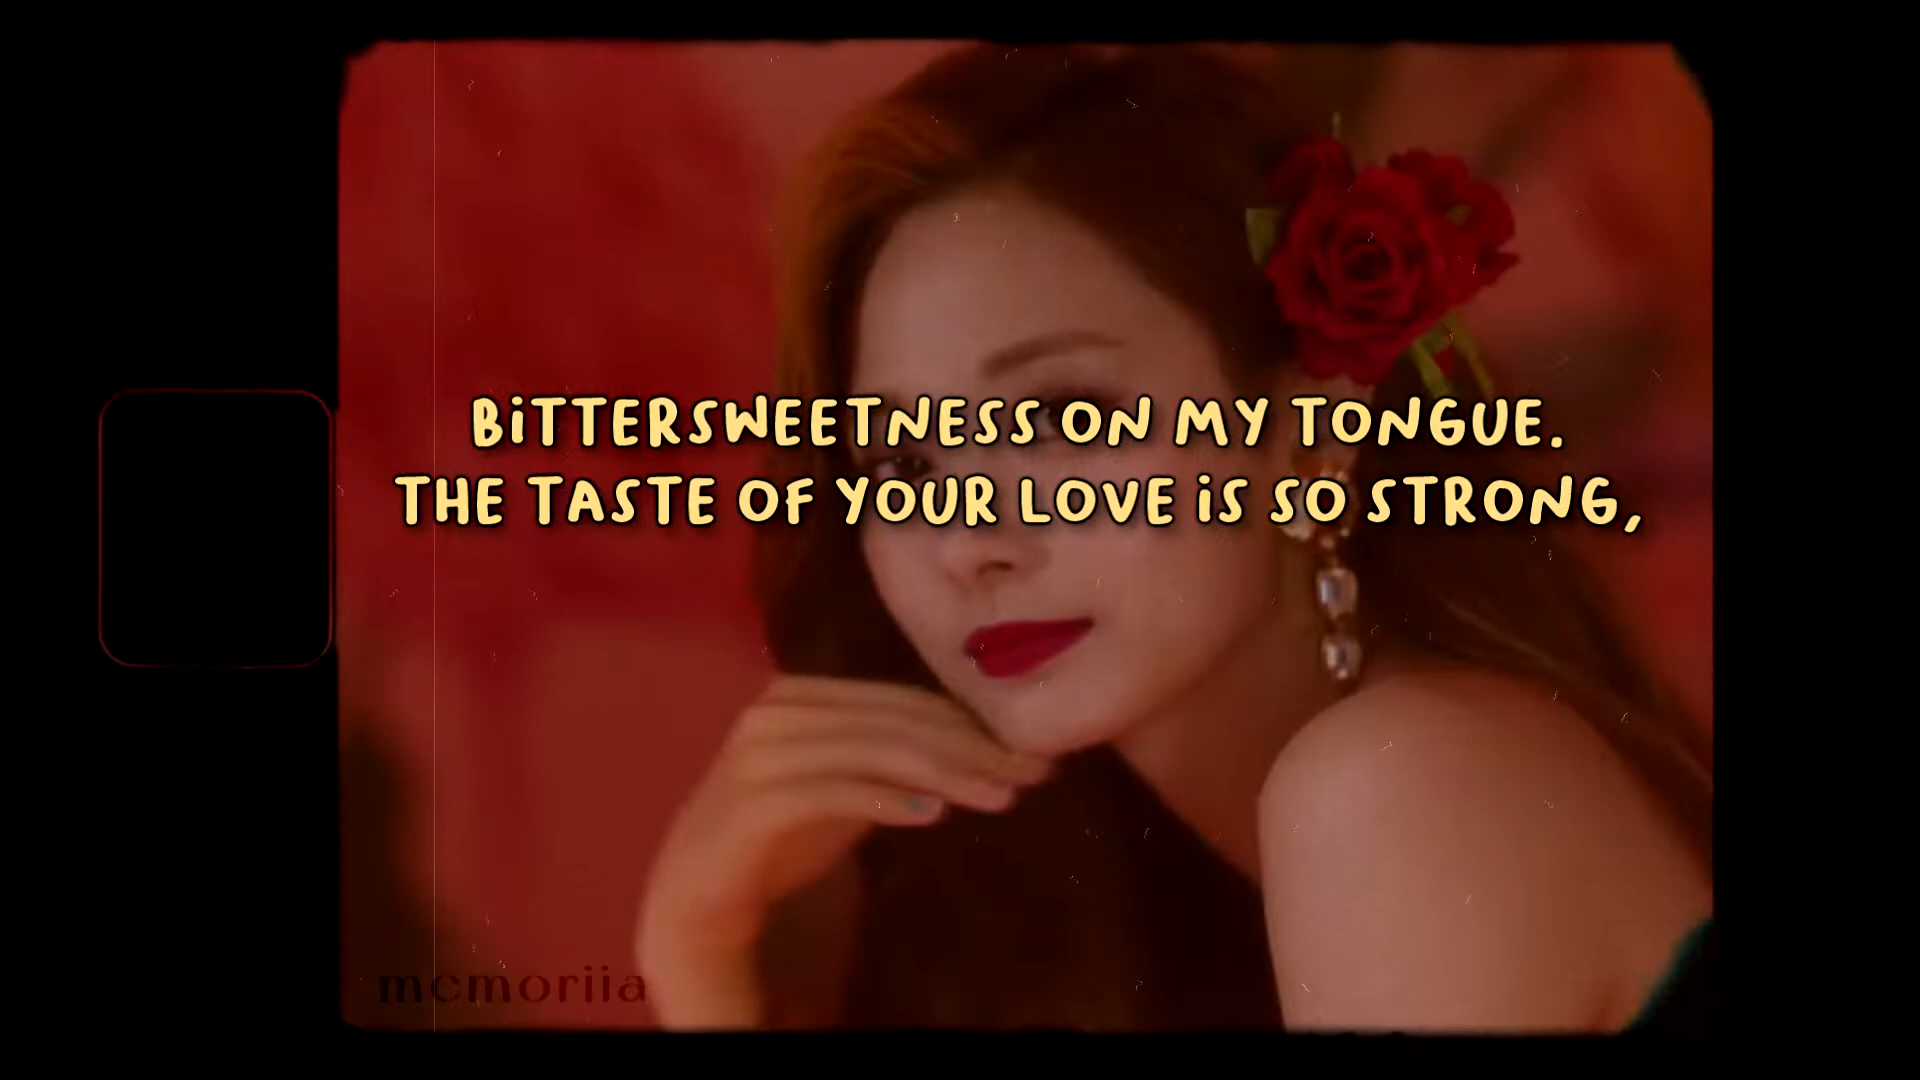 BiTTERSWEETNESS ON MY TONGUE.
THE TASTE OF YOUR LOVE iS SO STRONG,
memoriia